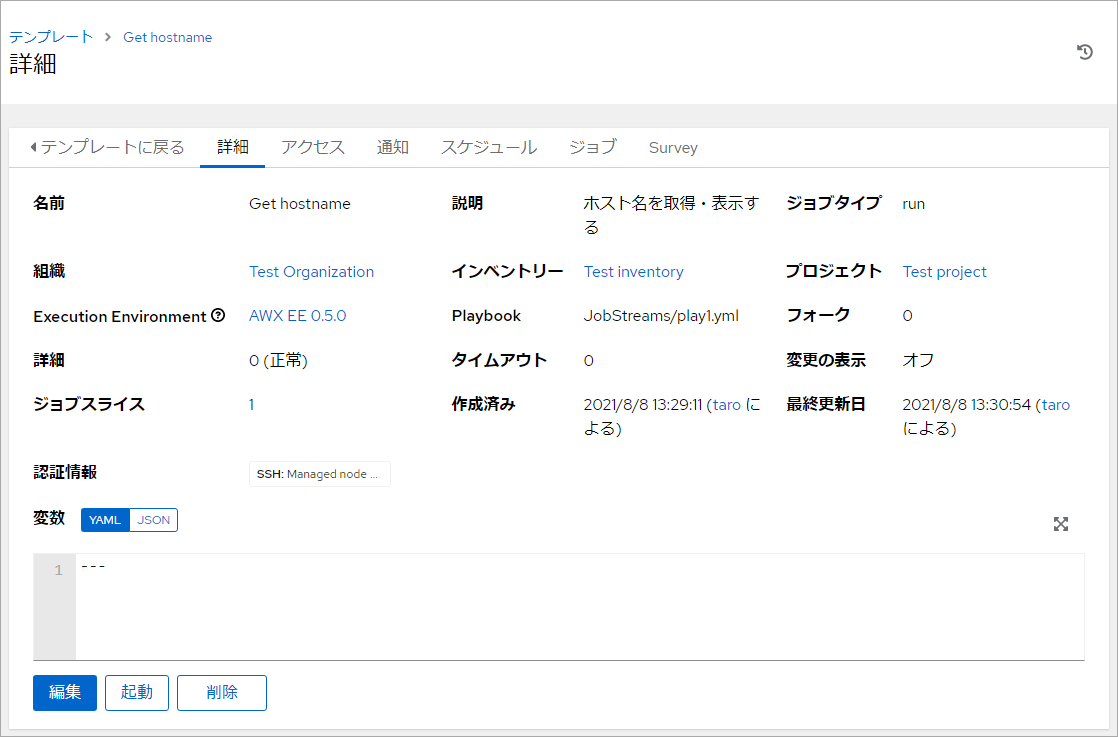 テンプレート > Get hostname
詳細
テンプレートに戻る 詳細 アクセス 通知 スケジュール ジョブ Survey
名前 Get hostname 説明 ホスト名を取得・表示す ジョブタイプ run
る
組織 Test Organization インベントリー Test inventory プロジェクト Test project
Execution Environment AWX EE 0.5.0 Playbook JobStreams/play1.yml フォーク 0
詳細 0 (正常) タイムアウト 0 変更の表示 オフ
ジョブスライス 1 作成済み 2021/8/8 13:29:11 (taro に 最終更新日 2021/8/8 13:30:54 (taro
よる) による)
認証情報 SSH: Managed node ...
変数 YAML JSON
1 ---
編集 起動 削除